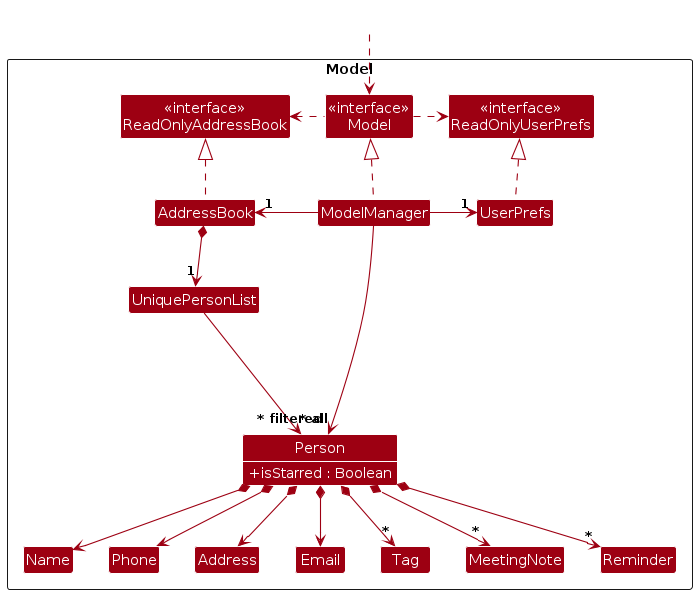 Model
«interface»
ReadOnlyAddressBook
«interface»
Model
«interface»
ReadOnlyUserPrefs
AddressBook
1
ModelManager
1
UserPrefs
1
UniquePersonList
* filtered
* all
Person
+isStarred : Boolean
*
*
*
Name
Phone
Address
Email
Tag
MeetingNote
Reminder